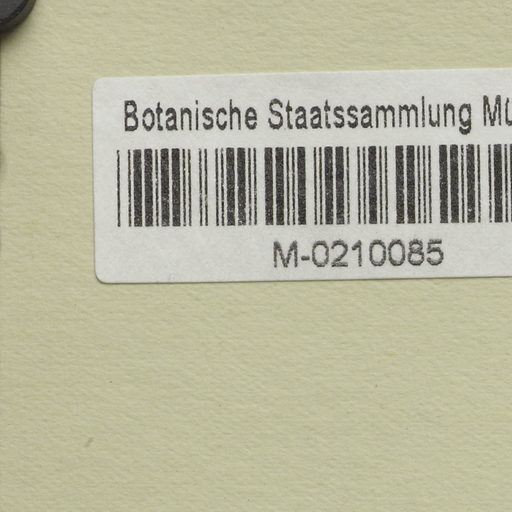 Botanische Staatssammlung Mü
M-0210085